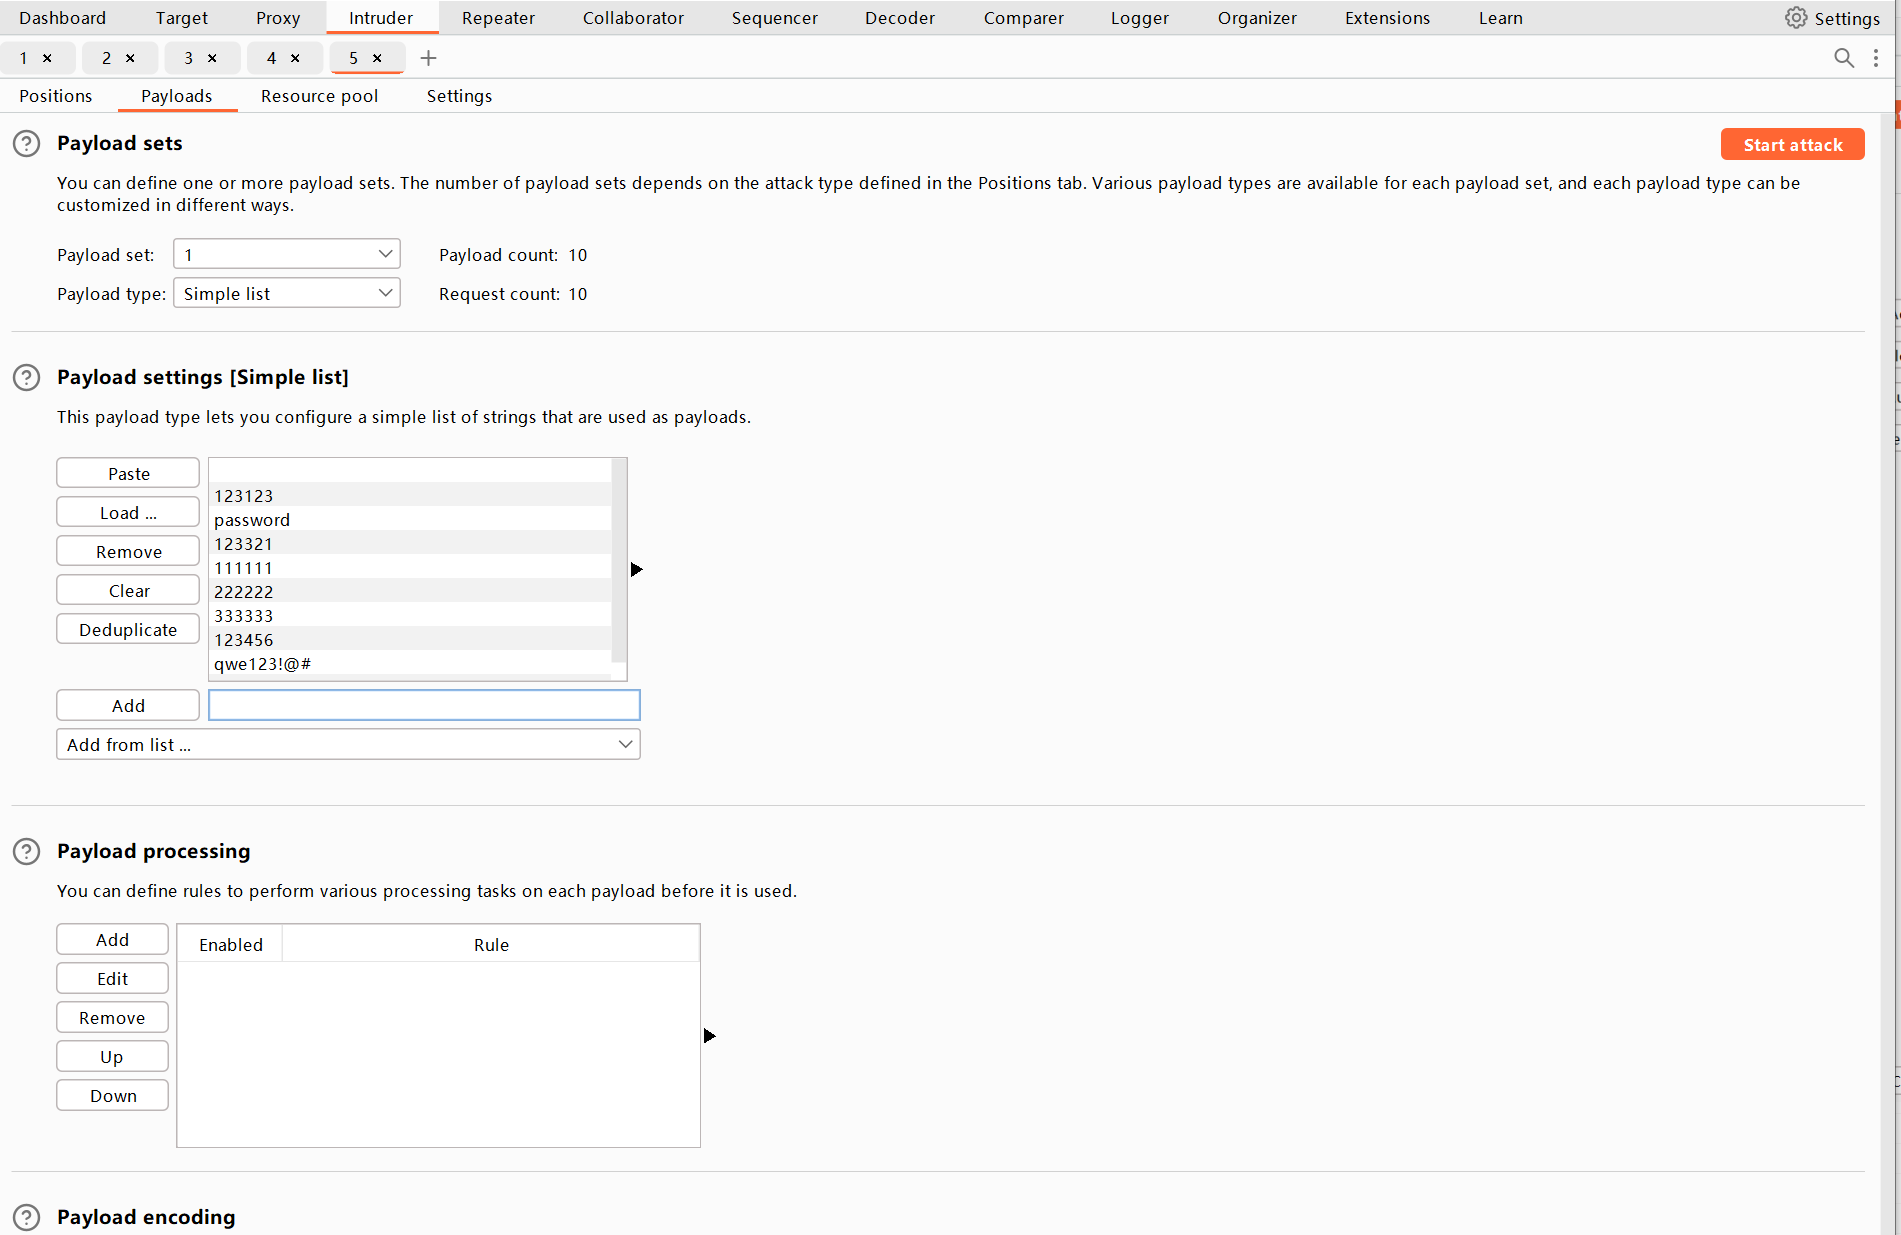 Dashboard Target Proxy Intruder Repeater Collaborator Sequencer Decoder Comparer Logger Organizer Extensions Learn Settings
1 × 2 × 3 × 4 × 5 × +
Positions Payloads Resource pool Settings
? Payload sets Start attack
You can define one or more payload sets. The number of payload sets depends on the attack type defined in the Positions tab. Various payload types are available for each payload set, and each payload type can be
customized in different ways.
Payload set: 1 Payload count: 10
Payload type: Simple list Request count: 10
? Payload settings [Simple list]
This payload type lets you configure a simple list of strings that are used as payloads.
Paste
Load ...
Remove
Clear
Deduplicate
123123
password
123321
111111
222222
333333
123456
qwe123!@#
Add
Add from list ...
? Payload processing
You can define rules to perform various processing tasks on each payload before it is used.
Add
Edit
Remove
Up
Down
Enabled Rule
? Payload encoding